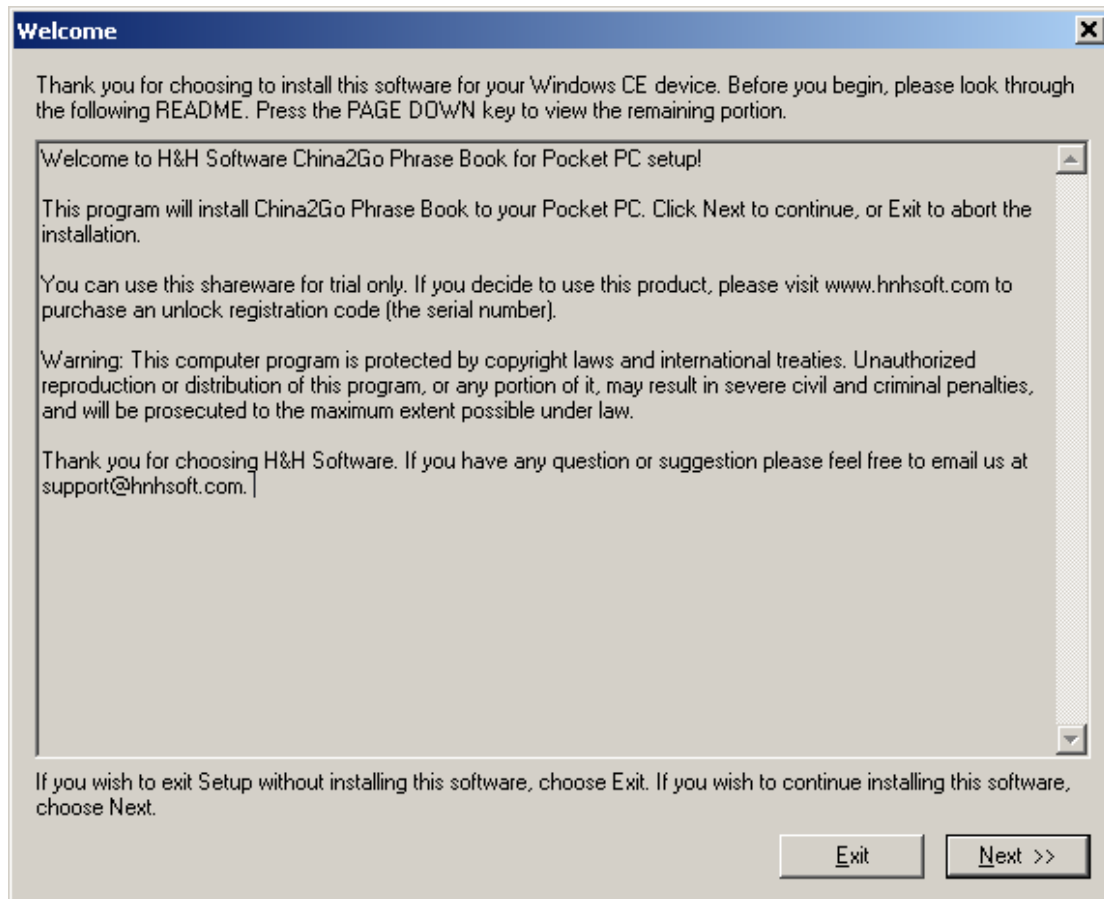 Welcome
Thank you for choosing to install this software for your Windows CE device. Before you begin, please look through
the following README. Press the PAGE DOWN key to view the remaining portion.
Welcome to H&H Software China2Go Phrase Book for Pocket PC setup!
This program will install China2Go Phrase Book to your Pocket PC. Click Next to continue, or Exit to abort the
installation.
You can use this shareware for trial only. If you decide to use this product, please visit www.hnhsoft.com to
purchase an unlock registration code (the serial number).
Warning: This computer program is protected by copyright laws and international treaties. Unauthorized
reproduction or distribution of this program, or any portion of it, may result in severe civil and criminal penalties,
and will be prosecuted to the maximum extent possible under law.
Thank you for choosing H&H Software. If you have any question or suggestion please feel free to email us at
support@hnhsoft.com.
If you wish to exit Setup without installing this software, choose Exit. If you wish to continue installing this software,
choose Next.
Exit
Next >>